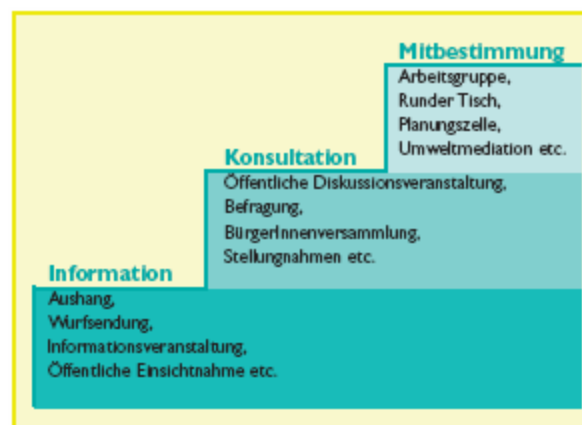 Mitbestimmung
Arbeitsgruppe,
Runder Tisch,
Planungszelle,
Umweltmediation etc.
Konsultation
Öffentliche Diskussionsveranstaltung,
Befragung,
BürgerInnenversammlung,
Stellungnahmen etc.
Information
Aushang,
Wurfsendung,
Informationsveranstaltung,
Öffentliche Einsichtnahme etc.